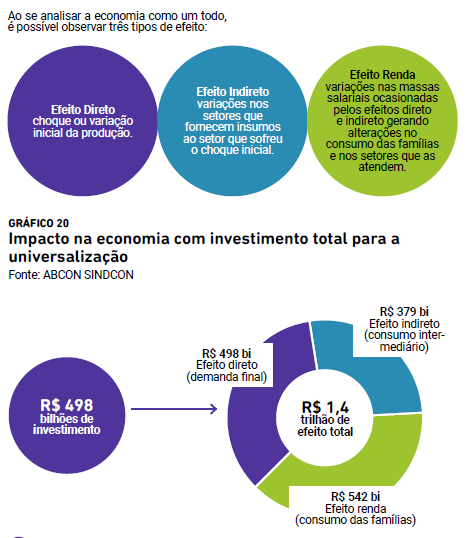 Ao se analisar a economia como um todo,
é possível observar três tipos de efeito:
Efeito Direto
choque ou variação
inicial da produção.
Efeito Indireto
variações nos
setores que
fornecem insumos
ao setor que sofreu
o choque inicial.
Efeito Renda
variações nas massas
salariais ocasionadas
pelos efeitos direto
e indireto gerando
alterações no
consumo das famílias
e nos setores que as
atendem.
GRÁFICO 20
Impacto na economia com investimento total para a
universalização
Fonte: ABCON SINDCON
R$ 498
bilhões de
investimento
R$ 498 bi
Efeito direto
(demanda final)
R$ 379 bi
Efeito indireto
(consumo inter-
mediário)
R$ 1,4
trilhão de
efeito total
R$ 542 bi
Efeito renda
(consumo das famílias)